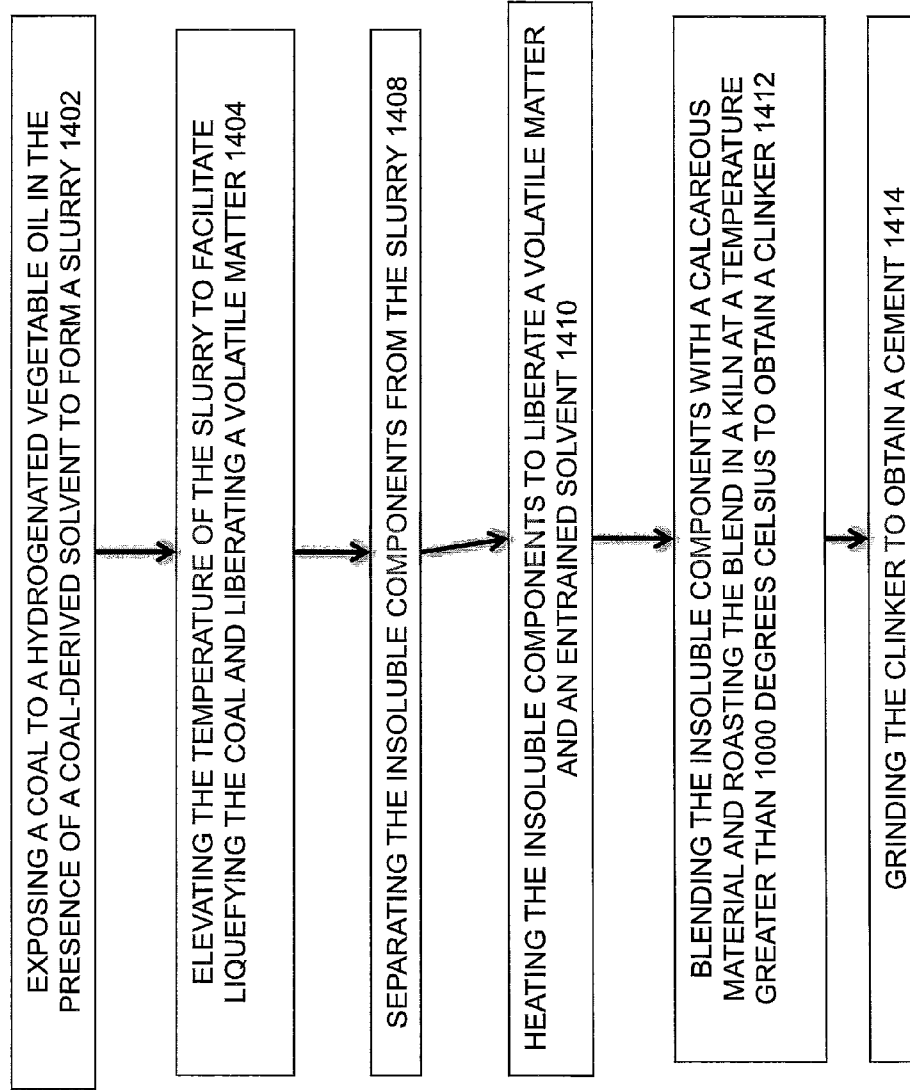 EXPOSING A COAL TO A HYDROGENATED VEGETABLE OIL IN THE
PRESENCE OF A COAL-DERIVED SOLVENT TO FORM A SLURRY 1402
ELEVATING THE TEMPERATURE OF THE SLURRY TO FACILITATE
LIQUEFYING THE COAL AND LIBERATING A VOLATILE MATTER 1404
SEPARATING THE INSOLUBLE COMPONENTS FROM THE SLURRY 1408
HEATING THE INSOLUBLE COMPONENTS TO LIBERATE A VOLATILE MATTER
AND AN ENTRAINED SOLVENT 1410
BLENDING THE INSOLUBLE COMPONENTS WITH A CALCAREOUS
MATERIAL AND ROASTING THE BLEND IN A KILN AT A TEMPERATURE
GREATER THAN 1000 DEGREES CELSIUS TO OBTAIN A CLINKER 1412
GRINDING THE CLINKER TO OBTAIN A CEMENT 1414